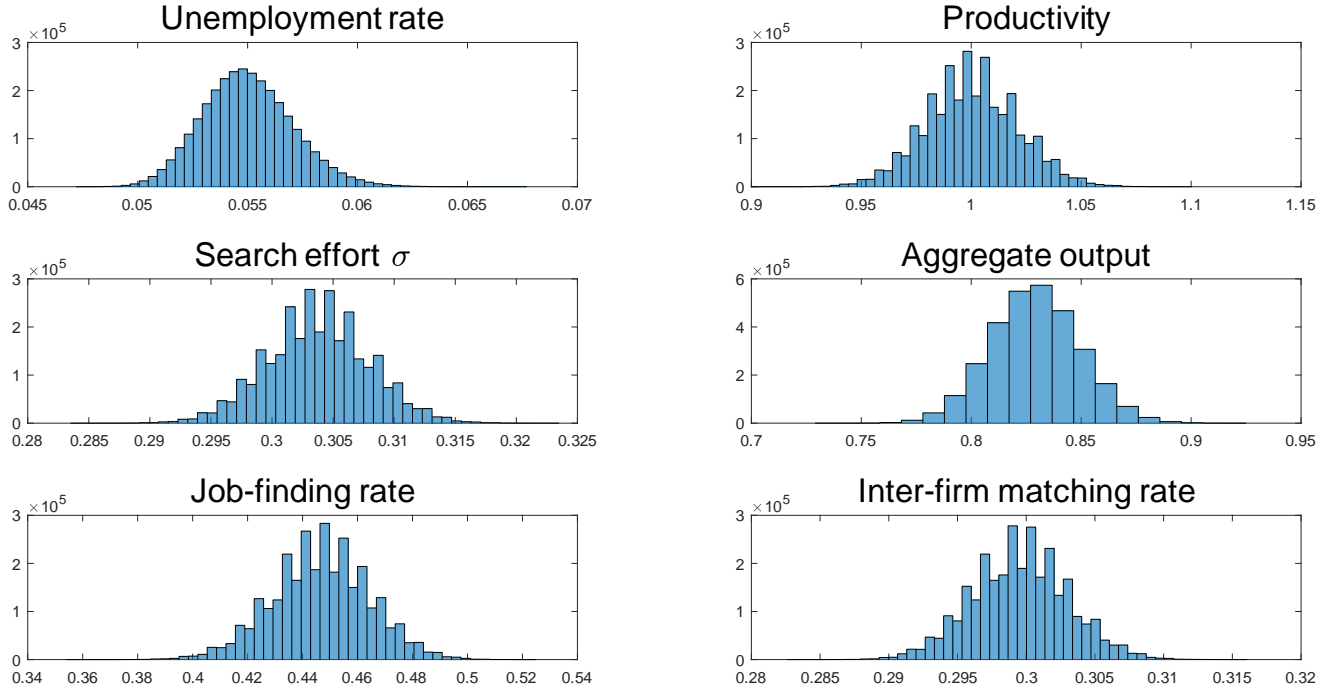 Unemployment rate
× 10^5
3
2
1
0
0.045 0.05 0.055 0.06 0.065 0.07
Productivity
× 10^5
3
2
1
0
0.9 0.95 1 1.05 1.1 1.15
Search effort σ
× 10^5
3
2
1
0
0.28 0.285 0.29 0.295 0.3 0.305 0.31 0.315 0.32 0.325
Aggregate output
× 10^5
6
4
2
0
0.7 0.75 0.8 0.85 0.9 0.95
Job-finding rate
× 10^5
3
2
1
0
0.34 0.36 0.38 0.4 0.42 0.44 0.46 0.48 0.5 0.52 0.54
Inter-firm matching rate
× 10^5
3
2
1
0
0.28 0.285 0.29 0.295 0.3 0.305 0.31 0.315 0.32